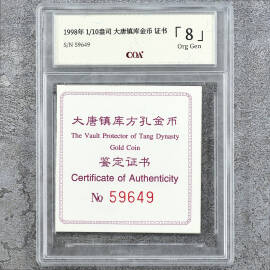 1998年 1/10盎司 大唐镇库金币 证书
S/N 59649
COA
「8」
Org Gen
大唐镇库方孔金币
The Vault Protector of Tang Dynasty
Gold Coin
鉴定证书
Certificate of Authenticity
№ 59649